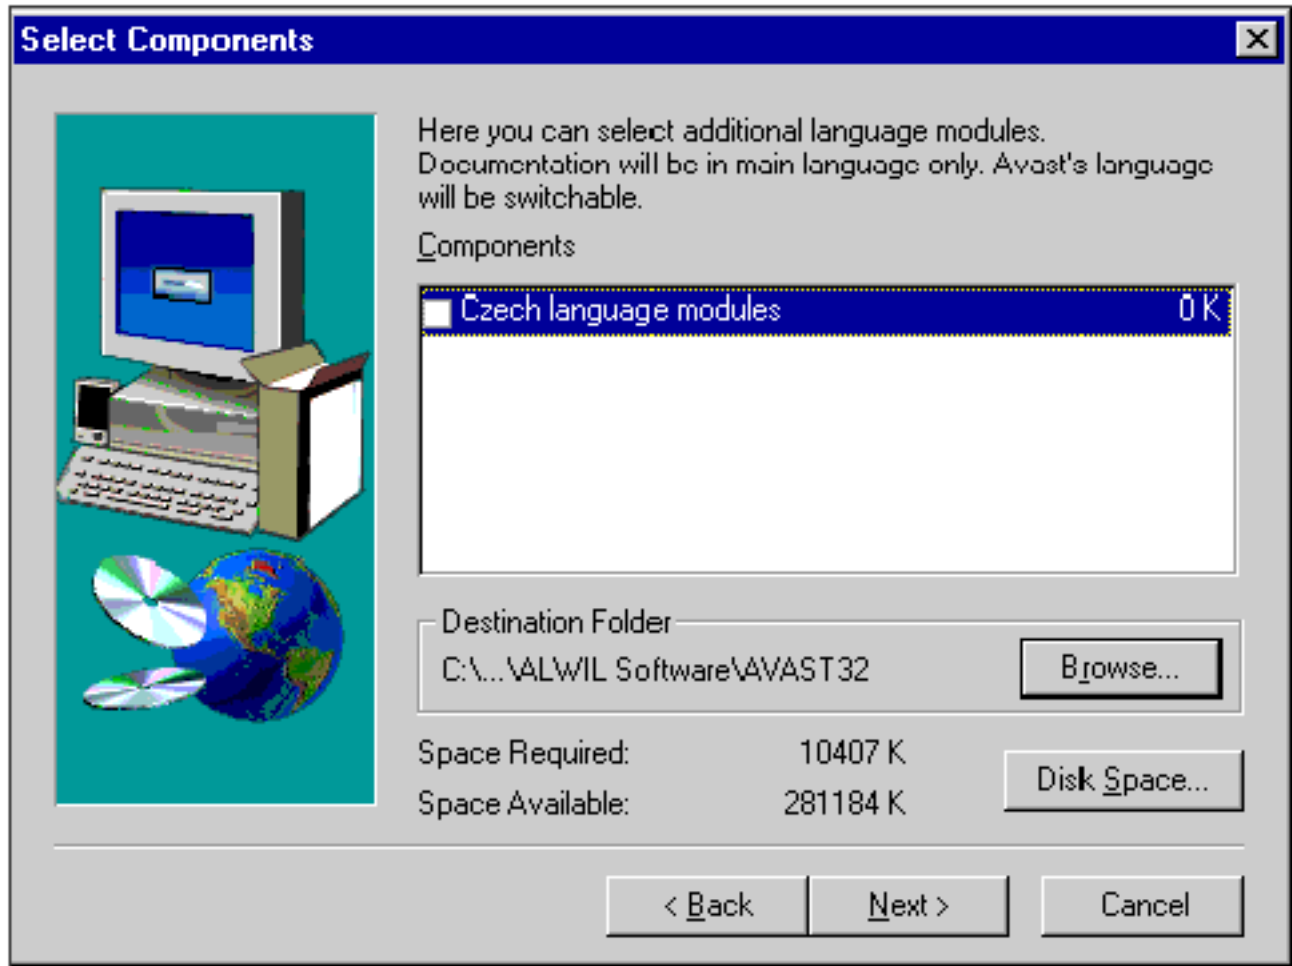 Select Components
Here you can select additional language modules.
Documentation will be in main language only. Avast's language
will be switchable.
Components
Czech language modules 0 K
Destination Folder
C:\...\ALWIL Software\AVAST32 Browse...
Space Required: 10407 K
Disk Space...
Space Available: 281184 K
< Back Next > Cancel